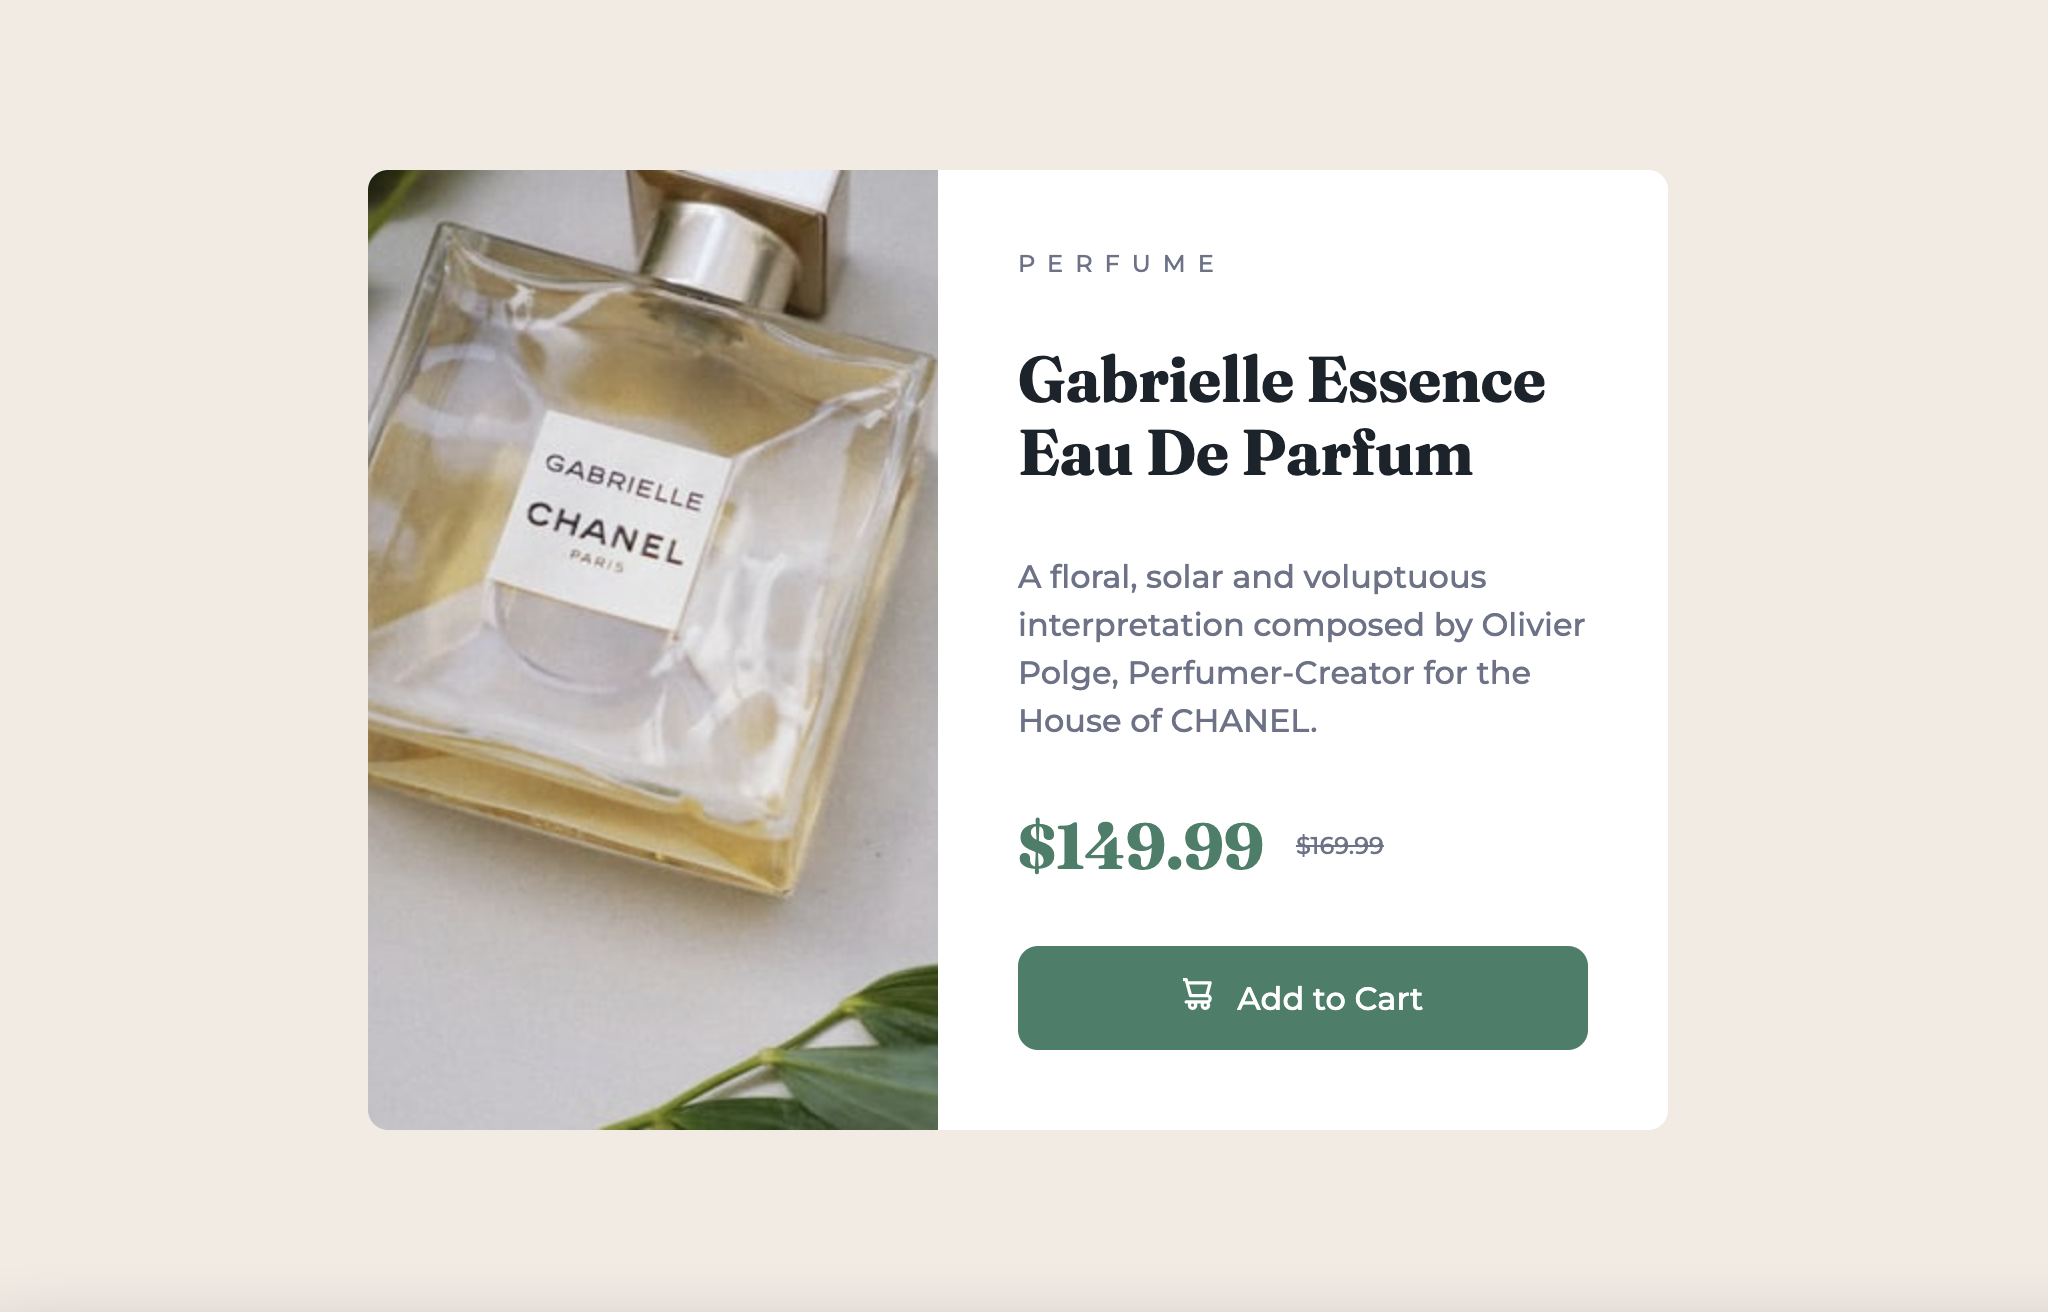 GABRIELLE
CHANEL
PARIS
PERFUME
Gabrielle Essence
Eau De Parfum
A floral, solar and voluptuous
interpretation composed by Olivier
Polge, Perfumer-Creator for the
House of CHANEL.
$149.99 $169.99
Add to Cart